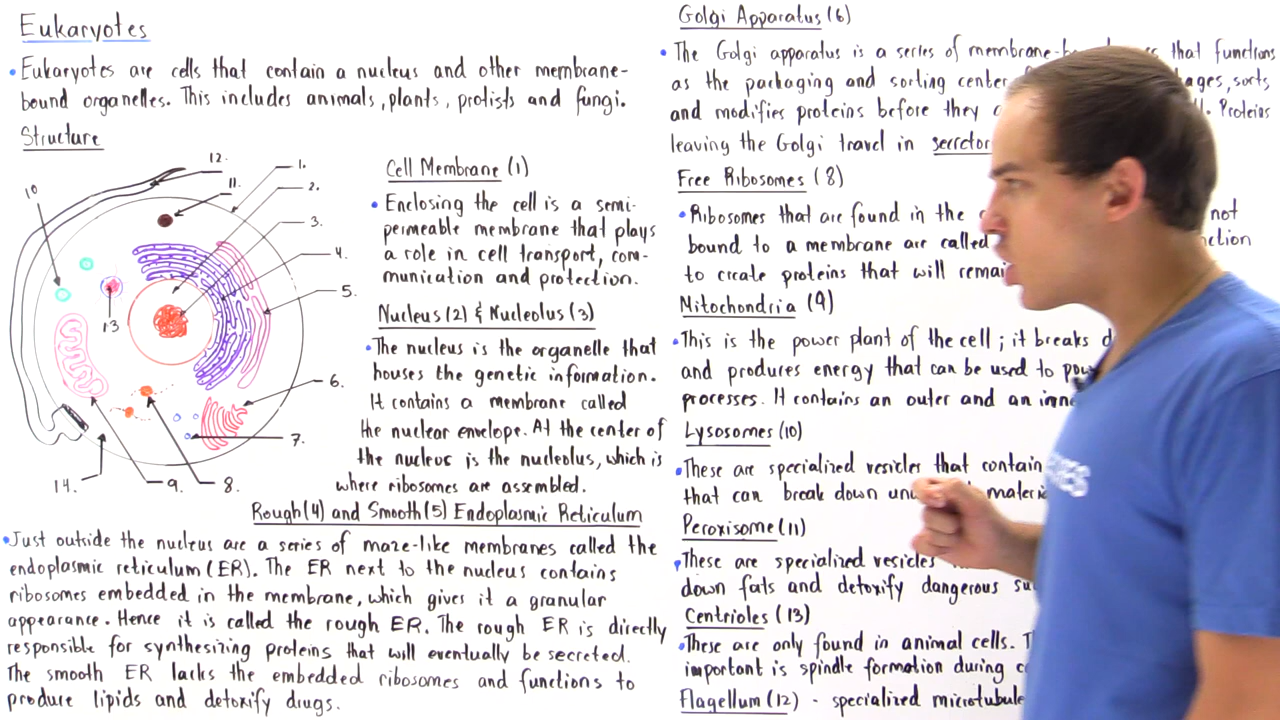 Eukaryotes
• Eukaryotes are cells that contain a nucleus and other membrane-
bound organelles. This includes animals, plants, protists and fungi.
Structure
12.
1.
11.
2.
10
3.
4.
13
5.
6.
7.
14.
9.
8.
Cell Membrane (1)
• Enclosing the cell is a semi-
permeable membrane that plays
a role in cell transport, com-
munication and protection.
Nucleus (2) & Nucleolus (3)
• The nucleus is the organelle that
houses the genetic information.
It contains a membrane called
the nuclear envelope. At the center of
the nucleus is the nucleolus, which is
where ribosomes are assembled.
Rough (4) and Smooth (5) Endoplasmic Reticulum
• Just outside the nucleus are a series of maze-like membranes called the
endoplasmic reticulum (ER). The ER next to the nucleus contains
ribosomes embedded in the membrane, which gives it a granular
appearance. Hence it is called the rough ER. The rough ER is directly
responsible for synthesizing proteins that will eventually be secreted.
The smooth ER lacks the embedded ribosomes and functions to
produce lipids and detoxify drugs.
Golgi Apparatus (6)
• The Golgi apparatus is a series of that functions
as the packaging and sorting center sorts
and modifies proteins before they Proteins
leaving the Golgi travel in
Free Ribosomes (8)
• Ribosomes that are found in the not
bound to a membrane are called
to create proteins that will
Mitochondria (9)
• This is the power plant of the cell; it breaks
and produces energy that can be used to
processes. It contains an outer and an
Lysosomes (10)
• These are specialized vesicles that contain
that can break down
Peroxisome (11)
• These are specialized vesicles
down fats and detoxify dangerous
Centrioles (13)
• These are only found in animal cells.
important is spindle formation during
Flagellum (12) - specialized